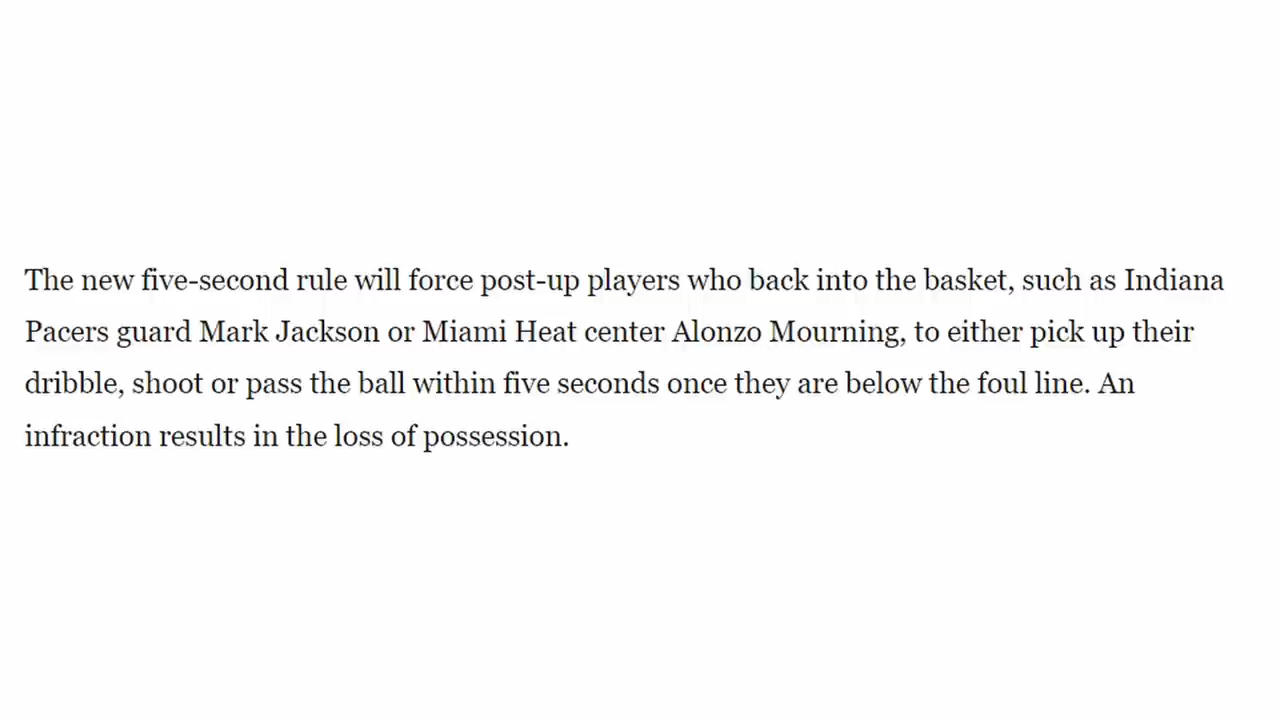 The new five-second rule will force post-up players who back into the basket, such as Indiana
Pacers guard Mark Jackson or Miami Heat center Alonzo Mourning, to either pick up their
dribble, shoot or pass the ball within five seconds once they are below the foul line. An
infraction results in the loss of possession.